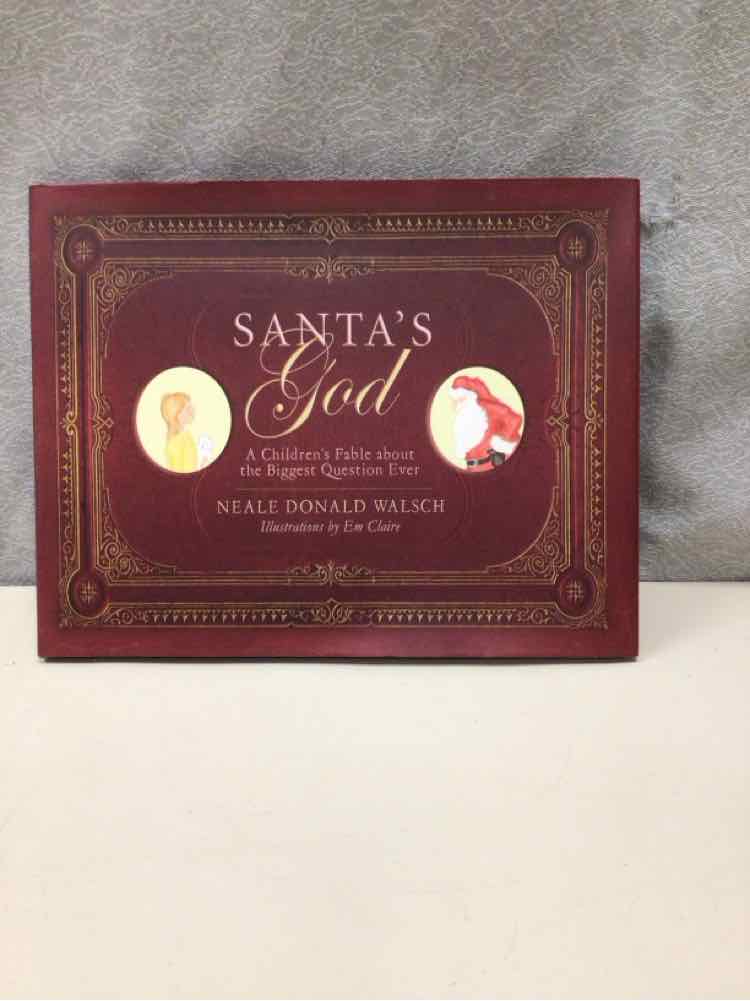 SANTA'S
God
A Children's Fable about
the Biggest Question Ever
NEALE DONALD WALSCH
Illustrations by Em Claire